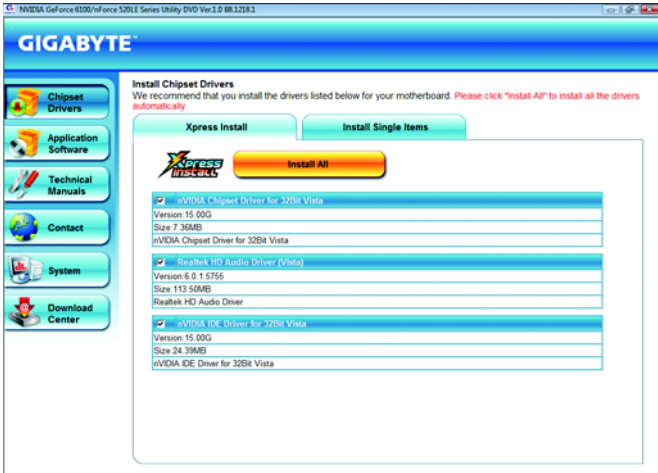 NVIDIA GeForce 6100/nForce 520LE Series Utility DVD Ver.1.0 B8.1218.1
GIGABYTE™
Chipset
Drivers
Application
Software
Technical
Manuals
Contact
System
Download
Center
Install Chipset Drivers
We recommend that you install the drivers listed below for your motherboard. Please click "Install All" to install all the drivers
automatically.
Xpress Install
Install Single Items
Xpress
Install
Install All
nVIDIA Chipset Driver for 32Bit Vista
Version:15.00G
Size:7.36MB
nVIDIA Chipset Driver for 32Bit Vista
Realtek HD Audio Driver (Vista)
Version:6.0.1.5755
Size:113.50MB
Realtek HD Audio Driver
nVIDIA IDE Driver for 32Bit Vista
Version:15.00G
Size:24.39MB
nVIDIA IDE Driver for 32Bit Vista